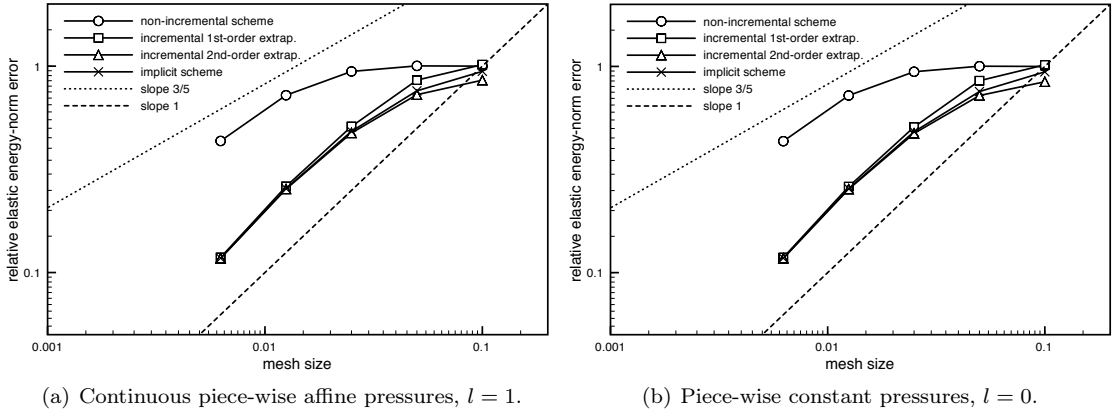 non-incremental scheme
incremental 1st-order extrap.
incremental 2nd-order extrap.
implicit scheme
slope 3/5
slope 1
relative elastic energy-norm error
1
0.1
0.001
0.01
0.1
mesh size
(a) Continuous piece-wise affine pressures, l = 1.
non-incremental scheme
incremental 1st-order extrap.
incremental 2nd-order extrap.
implicit scheme
slope 3/5
slope 1
relative elastic energy-norm error
1
0.1
0.001
0.01
0.1
mesh size
(b) Piece-wise constant pressures, l = 0.